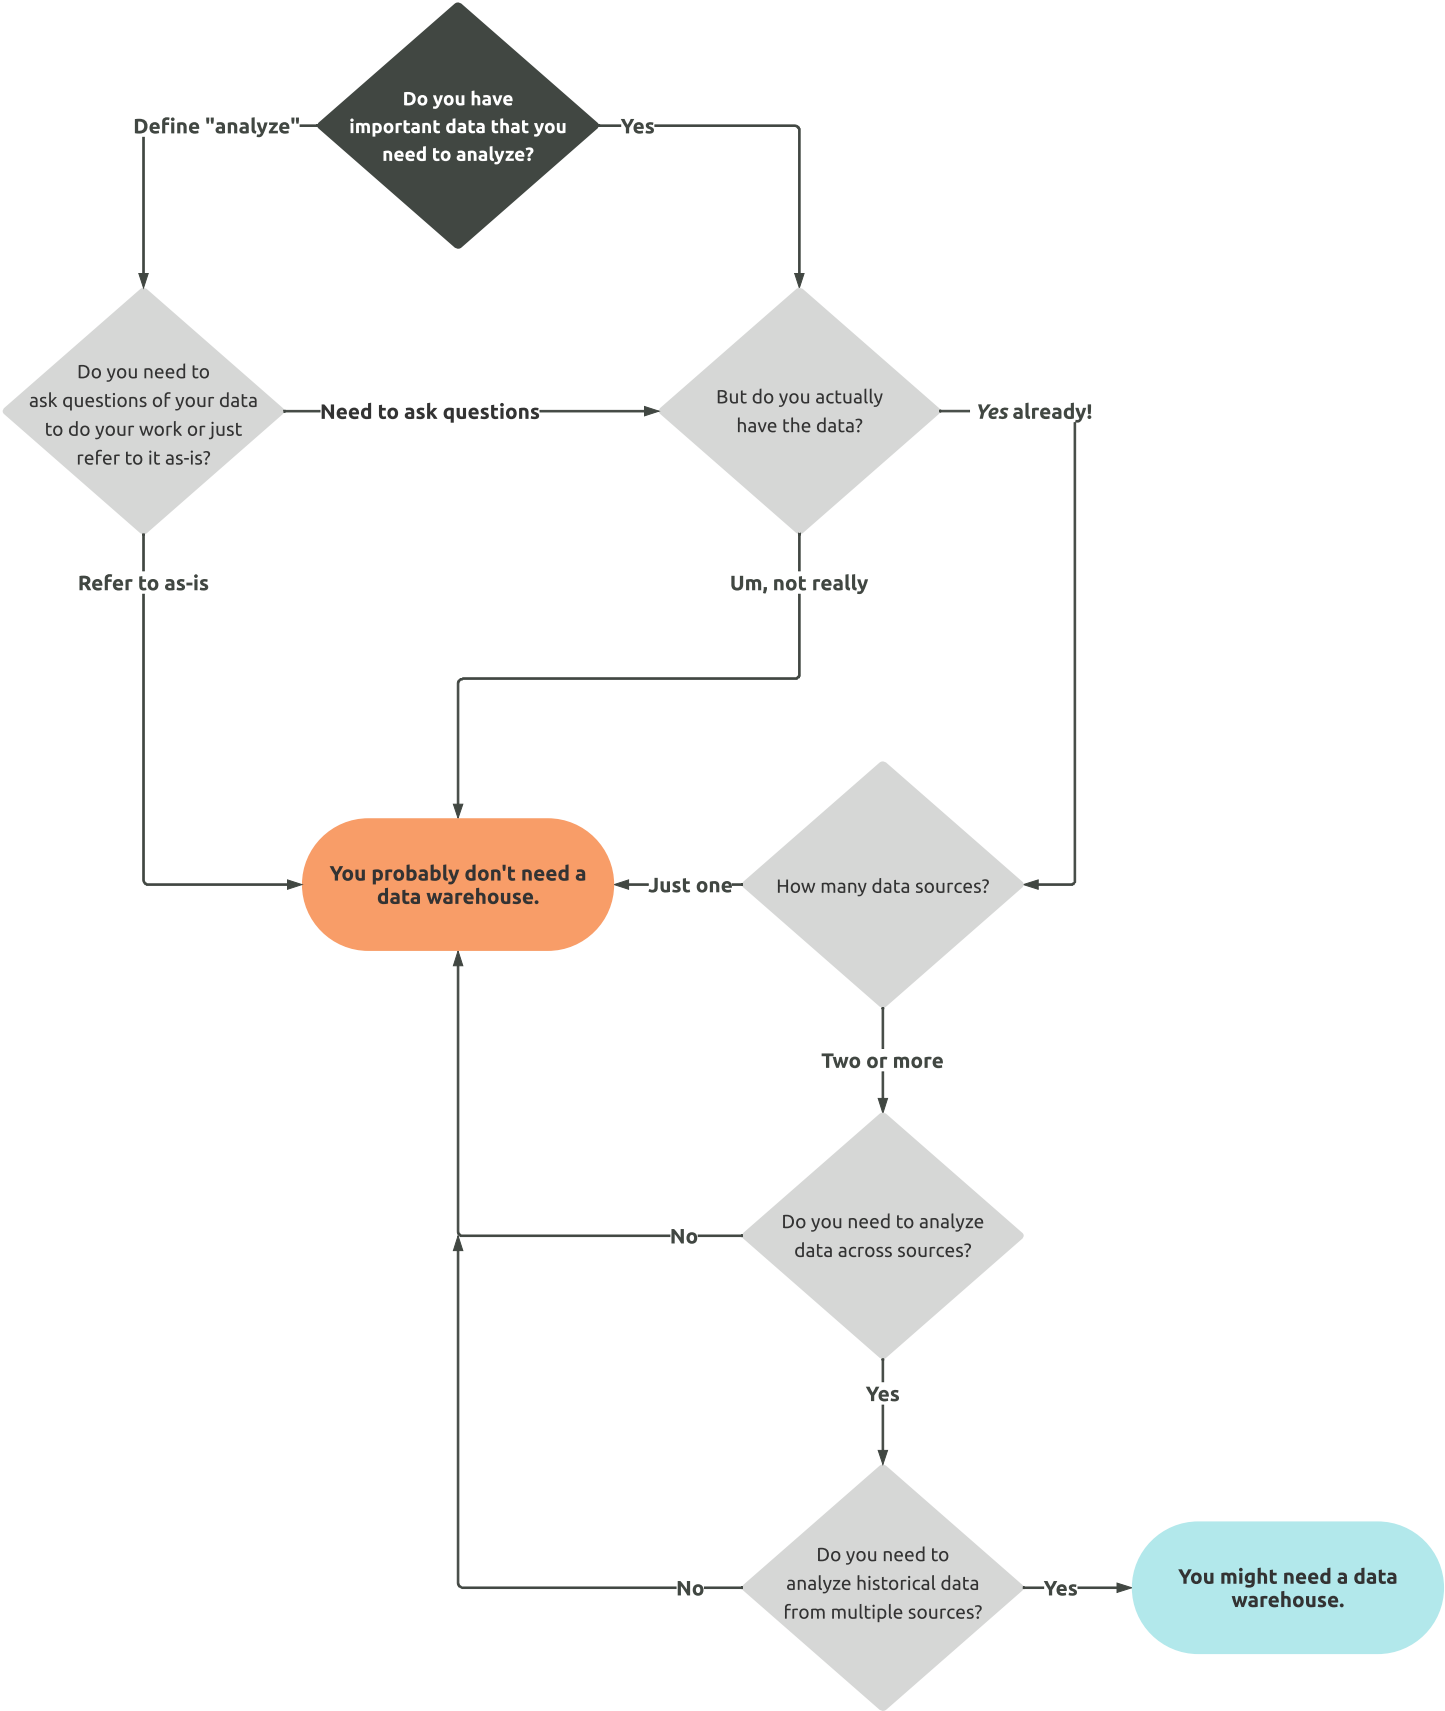 Do you have
important data that you
need to analyze?
Define "analyze"
Yes
Do you need to
ask questions of your data
to do your work or just
refer to it as-is?
Need to ask questions
But do you actually
have the data?
Yes already!
Refer to as-is
Um, not really
You probably don't need a
data warehouse.
Just one
How many data sources?
Two or more
Do you need to analyze
data across sources?
No
Yes
Do you need to
analyze historical data
from multiple sources?
No
Yes
You might need a data
warehouse.